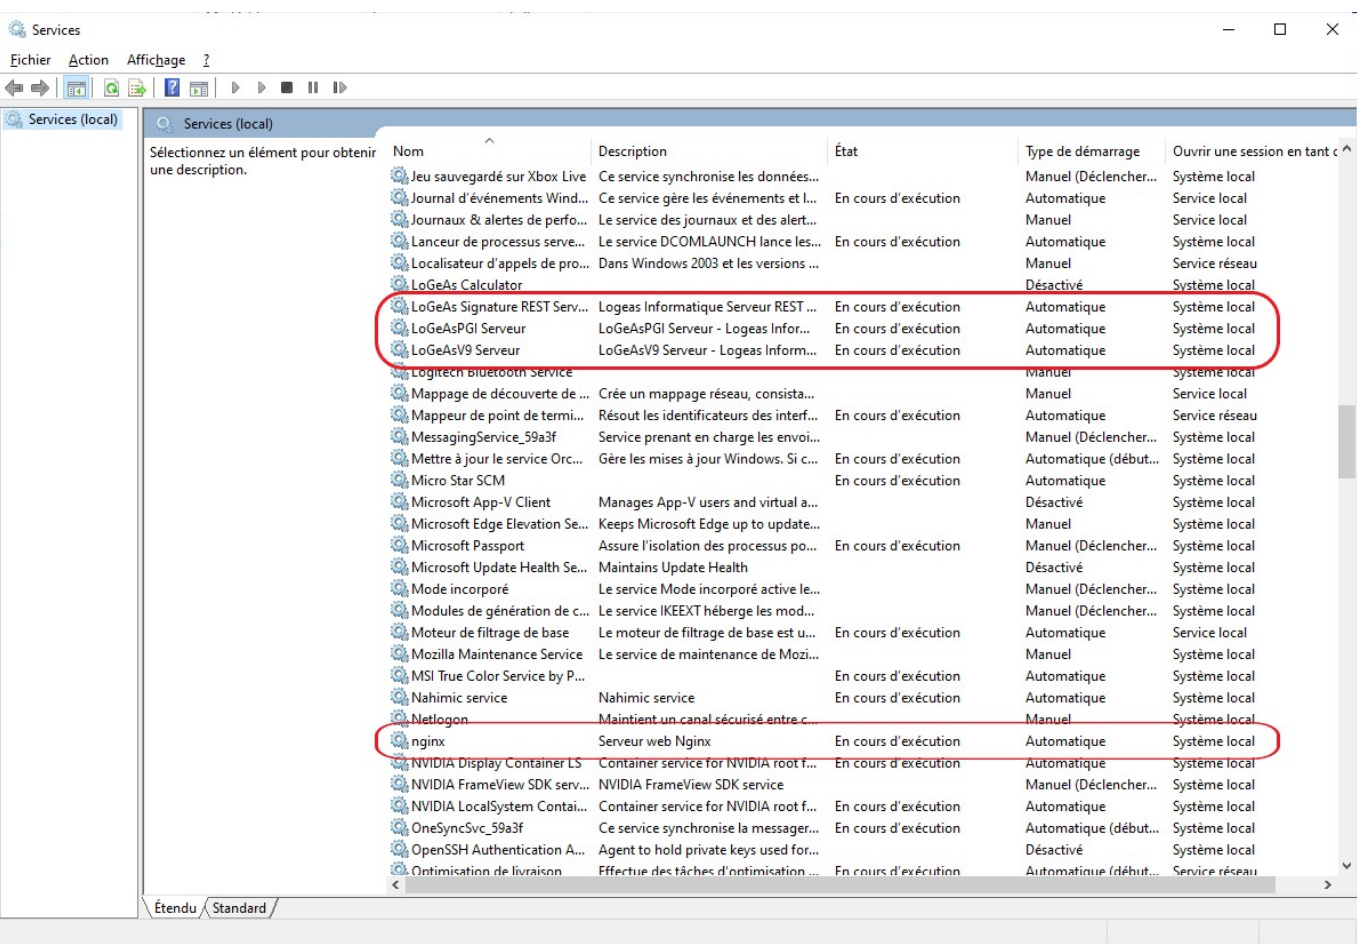 Services
Fichier Action Affichage ?
Services (local)
Services (local)
Sélectionnez un élément pour obtenir
une description.
Nom Description État Type de démarrage Ouvrir une session en tant
Jeu sauvegardé sur Xbox Live Ce service synchronise les données... Manuel (Déclencher... Système local
Journal d'événements Wind... Ce service gère les événements et l... En cours d'exécution Automatique Service local
Journaux & alertes de perfo... Le service des journaux et des alert... Manuel Service local
Lanceur de processus serve... Le service DCOMLAUNCH lance les... En cours d'exécution Automatique Système local
Localisateur d'appels de pro... Dans Windows 2003 et les versions ... Manuel Service réseau
LoGeAs Calculator Désactivé Système local
LoGeAs Signature REST Serv... Logeas Informatique Serveur REST ... En cours d'exécution Automatique Système local
LoGeAsPGI Serveur LoGeAsPGI Serveur - Logeas Infor... En cours d'exécution Automatique Système local
LoGeAsV9 Serveur LoGeAsV9 Serveur - Logeas Inform... En cours d'exécution Automatique Système local
Logitech Bluetooth Service Manuel Système local
Mappage de découverte de ... Crée un mappage réseau, consista... Manuel Service local
Mappeur de point de termi... Résout les identificateurs des interf... En cours d'exécution Automatique Service réseau
MessagingService_59a3f Service prenant en charge les envoi... Manuel (Déclencher... Système local
Mettre à jour le service Orc... Gère les mises à jour Windows. Si c... En cours d'exécution Automatique (début... Système local
Micro Star SCM En cours d'exécution Automatique Système local
Microsoft App-V Client Manages App-V users and virtual a... Désactivé Système local
Microsoft Edge Elevation Se... Keeps Microsoft Edge up to update... Manuel Système local
Microsoft Passport Assure l'isolation des processus po... En cours d'exécution Manuel (Déclencher... Système local
Microsoft Update Health Se... Maintains Update Health Désactivé Système local
Mode incorporé Le service Mode incorporé active le... Manuel (Déclencher... Système local
Modules de génération de c... Le service IKEEXT héberge les mod... Manuel (Déclencher... Système local
Moteur de filtrage de base Le moteur de filtrage de base est u... En cours d'exécution Automatique Service local
Mozilla Maintenance Service Le service de maintenance de Mozi... Manuel Système local
MSI True Color Service by P... En cours d'exécution Automatique Système local
Nahimic service Nahimic service En cours d'exécution Automatique Système local
Netlogon Maintient un canal sécurisé entre c... Manuel Système local
nginx Serveur web Nginx En cours d'exécution Automatique Système local
NVIDIA Display Container LS Container service for NVIDIA root f... En cours d'exécution Automatique Système local
NVIDIA FrameView SDK serv... NVIDIA FrameView SDK service Manuel (Déclencher... Système local
NVIDIA LocalSystem Contai... Container service for NVIDIA root f... En cours d'exécution Automatique Système local
OneSyncSvc_59a3f Ce service synchronise la messager... En cours d'exécution Automatique (début... Système local
OpenSSH Authentication A... Agent to hold private keys used for... Désactivé Système local
Optimisation de livraison Effectue des tâches d'optimisation ... En cours d'exécution Automatique (début... Service réseau
Étendu Standard